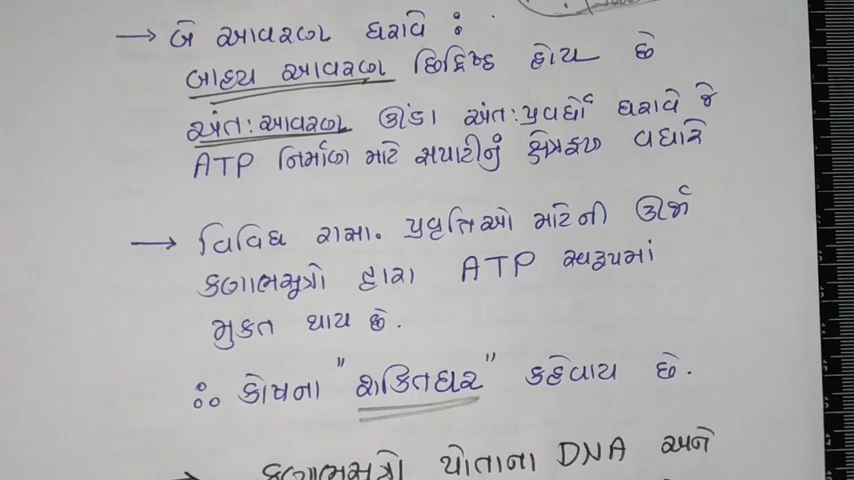 → બે આવરણ ધરાવે :
બાહ્ય આવરણ છિદ્રિષ્ઠ હોય છે
અંત:આવરણ ઊંડા અંત:પ્રવર્ધો ધરાવે જે
ATP નિર્માણ માટે સપાટીનું ક્ષેત્રફળ વધારે
→ વિવિધ રાસા. પ્રવૃત્તિઓ માટેની ઊર્જા
કણાભસૂત્રો દ્વારા ATP સ્વરૂપમાં
મુક્ત થાય છે.
∴ કોષના "શક્તિઘર" કહેવાય છે.
→ કણાભસૂત્રો પોતાના DNA અને